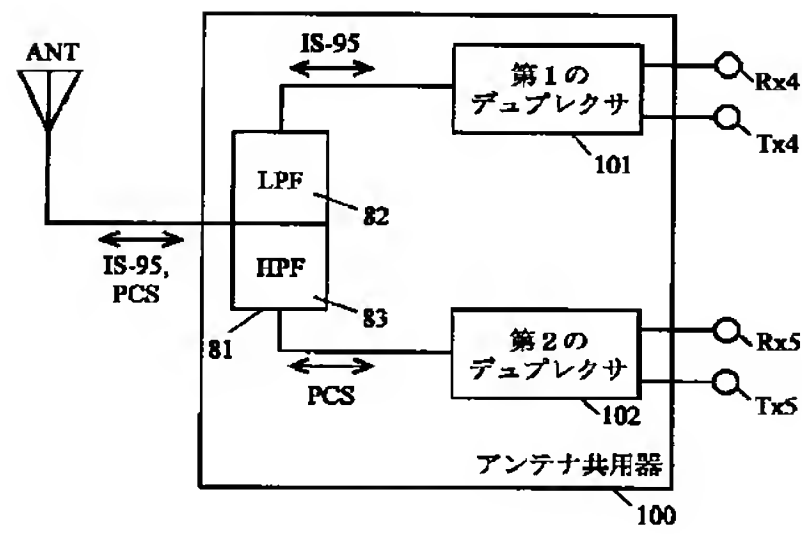 ANT
IS-95
第1の
デュプレクサ
101
Rx4
Tx4
LPF
82
IS-95,
PCS
HPF
83
81
PCS
第2の
デュプレクサ
102
Rx5
Tx5
アンテナ共用器
100